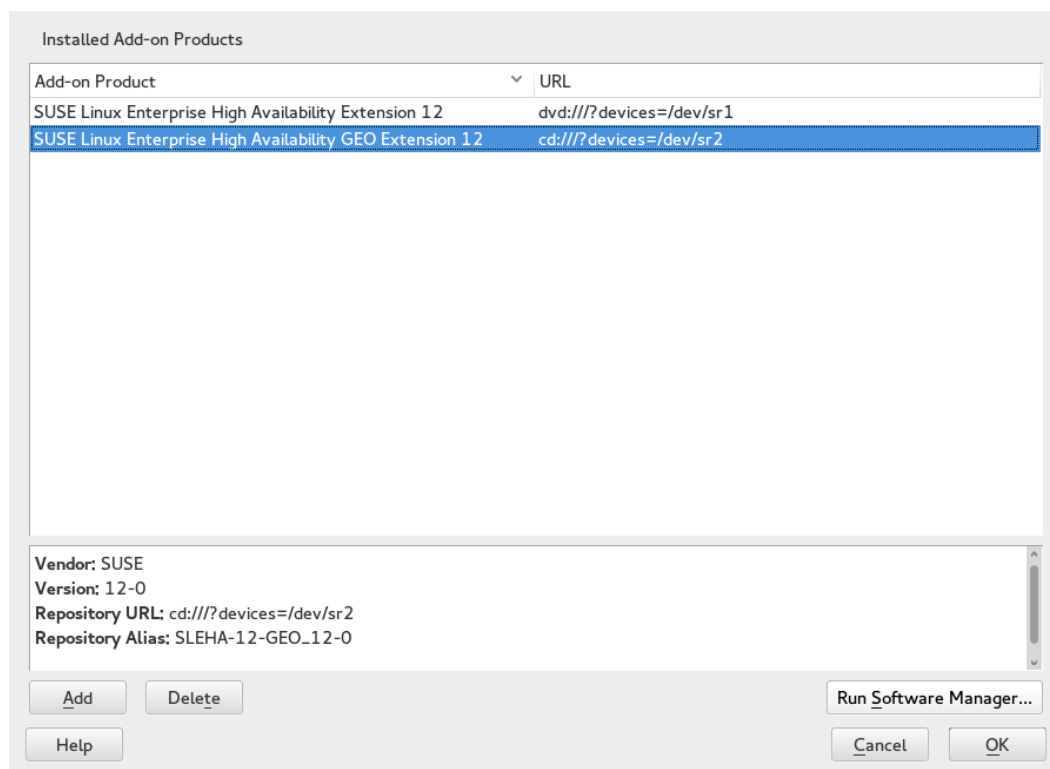 Installed Add-on Products
Add-on Product URL
SUSE Linux Enterprise High Availability Extension 12 dvd:///?devices=/dev/sr1
SUSE Linux Enterprise High Availability GEO Extension 12 cd:///?devices=/dev/sr2
Vendor: SUSE
Version: 12-0
Repository URL: cd:///?devices=/dev/sr2
Repository Alias: SLEHA-12-GEO_12-0
Add Delete Run Software Manager...
Help Cancel OK